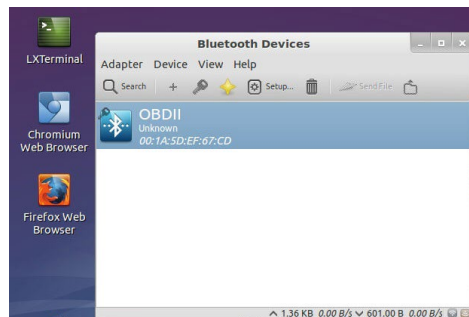 LXTerminal
Chromium
Web Browser
Firefox Web
Browser
Bluetooth Devices
Adapter Device View Help
Search + Setup... Send File
OBDII
Unknown
00:1A:5D:EF:67:CD
1.36 KB 0.00 B/s 601.00 B 0.00 B/s